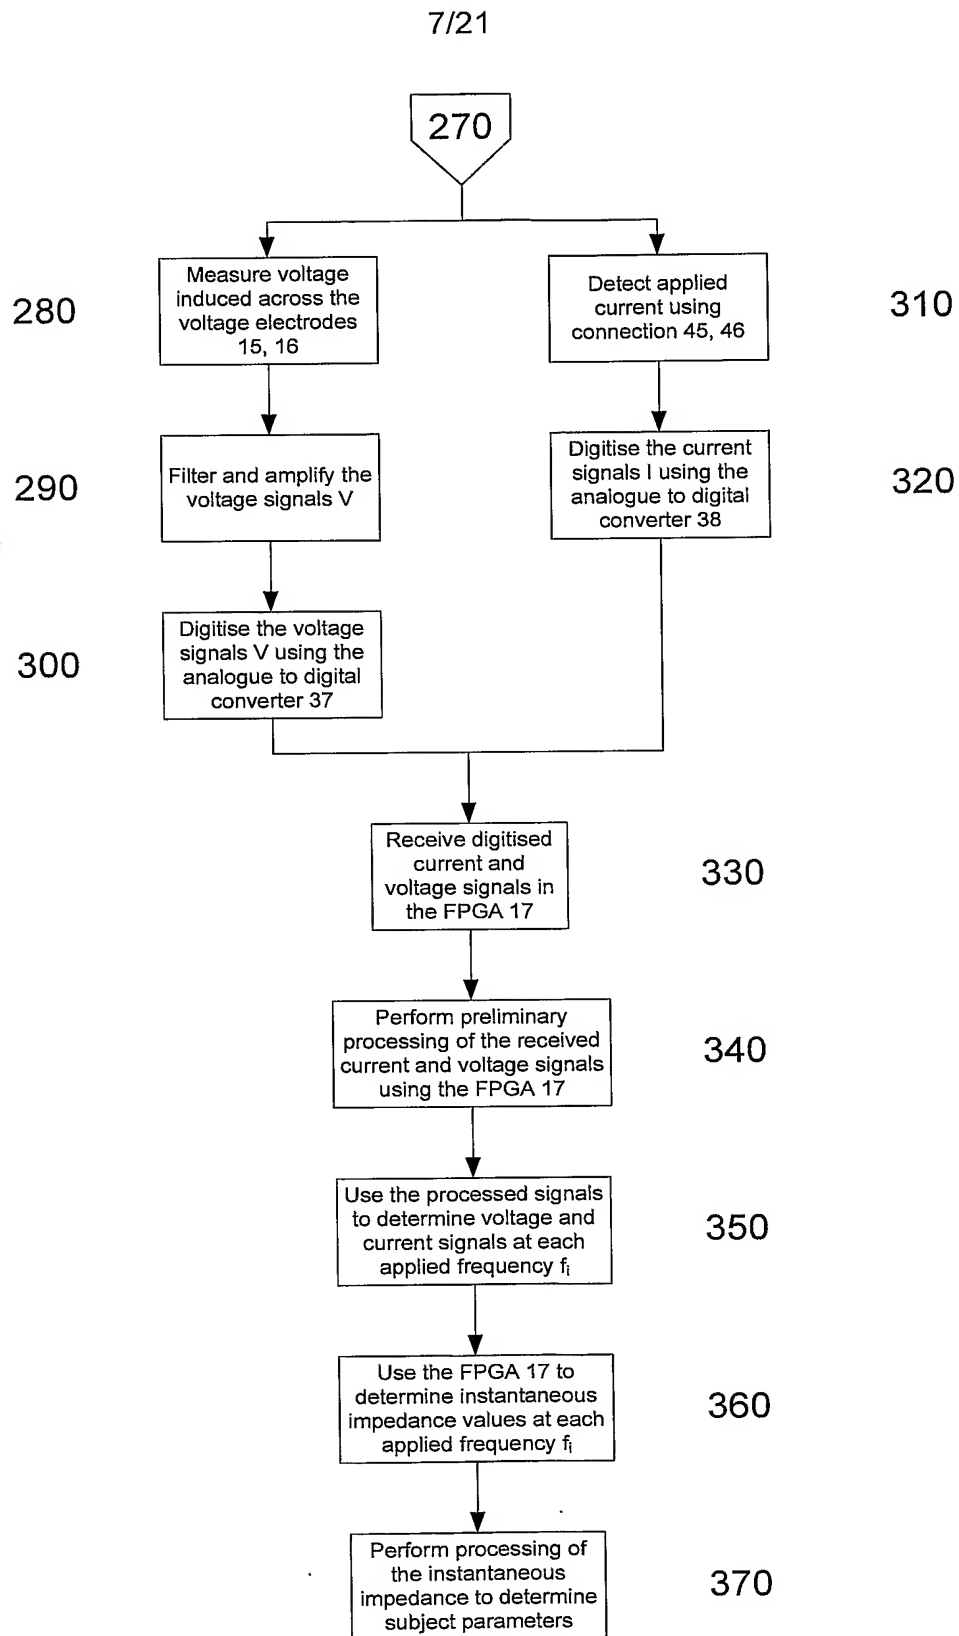 7/21
270
280
Measure voltage
induced across the
voltage electrodes
15, 16
Detect applied
current using
connection 45, 46
310
290
Filter and amplify the
voltage signals V
Digitise the current
signals I using the
analogue to digital
converter 38
320
300
Digitise the voltage
signals V using the
analogue to digital
converter 37
Receive digitised
current and
voltage signals in
the FPGA 17
330
Perform preliminary
processing of the received
current and voltage signals
using the FPGA 17
340
Use the processed signals
to determine voltage and
current signals at each
applied frequency fi
350
Use the FPGA 17 to
determine instantaneous
impedance values at each
applied frequency fi
360
Perform processing of
the instantaneous
impedance to determine
subject parameters
370